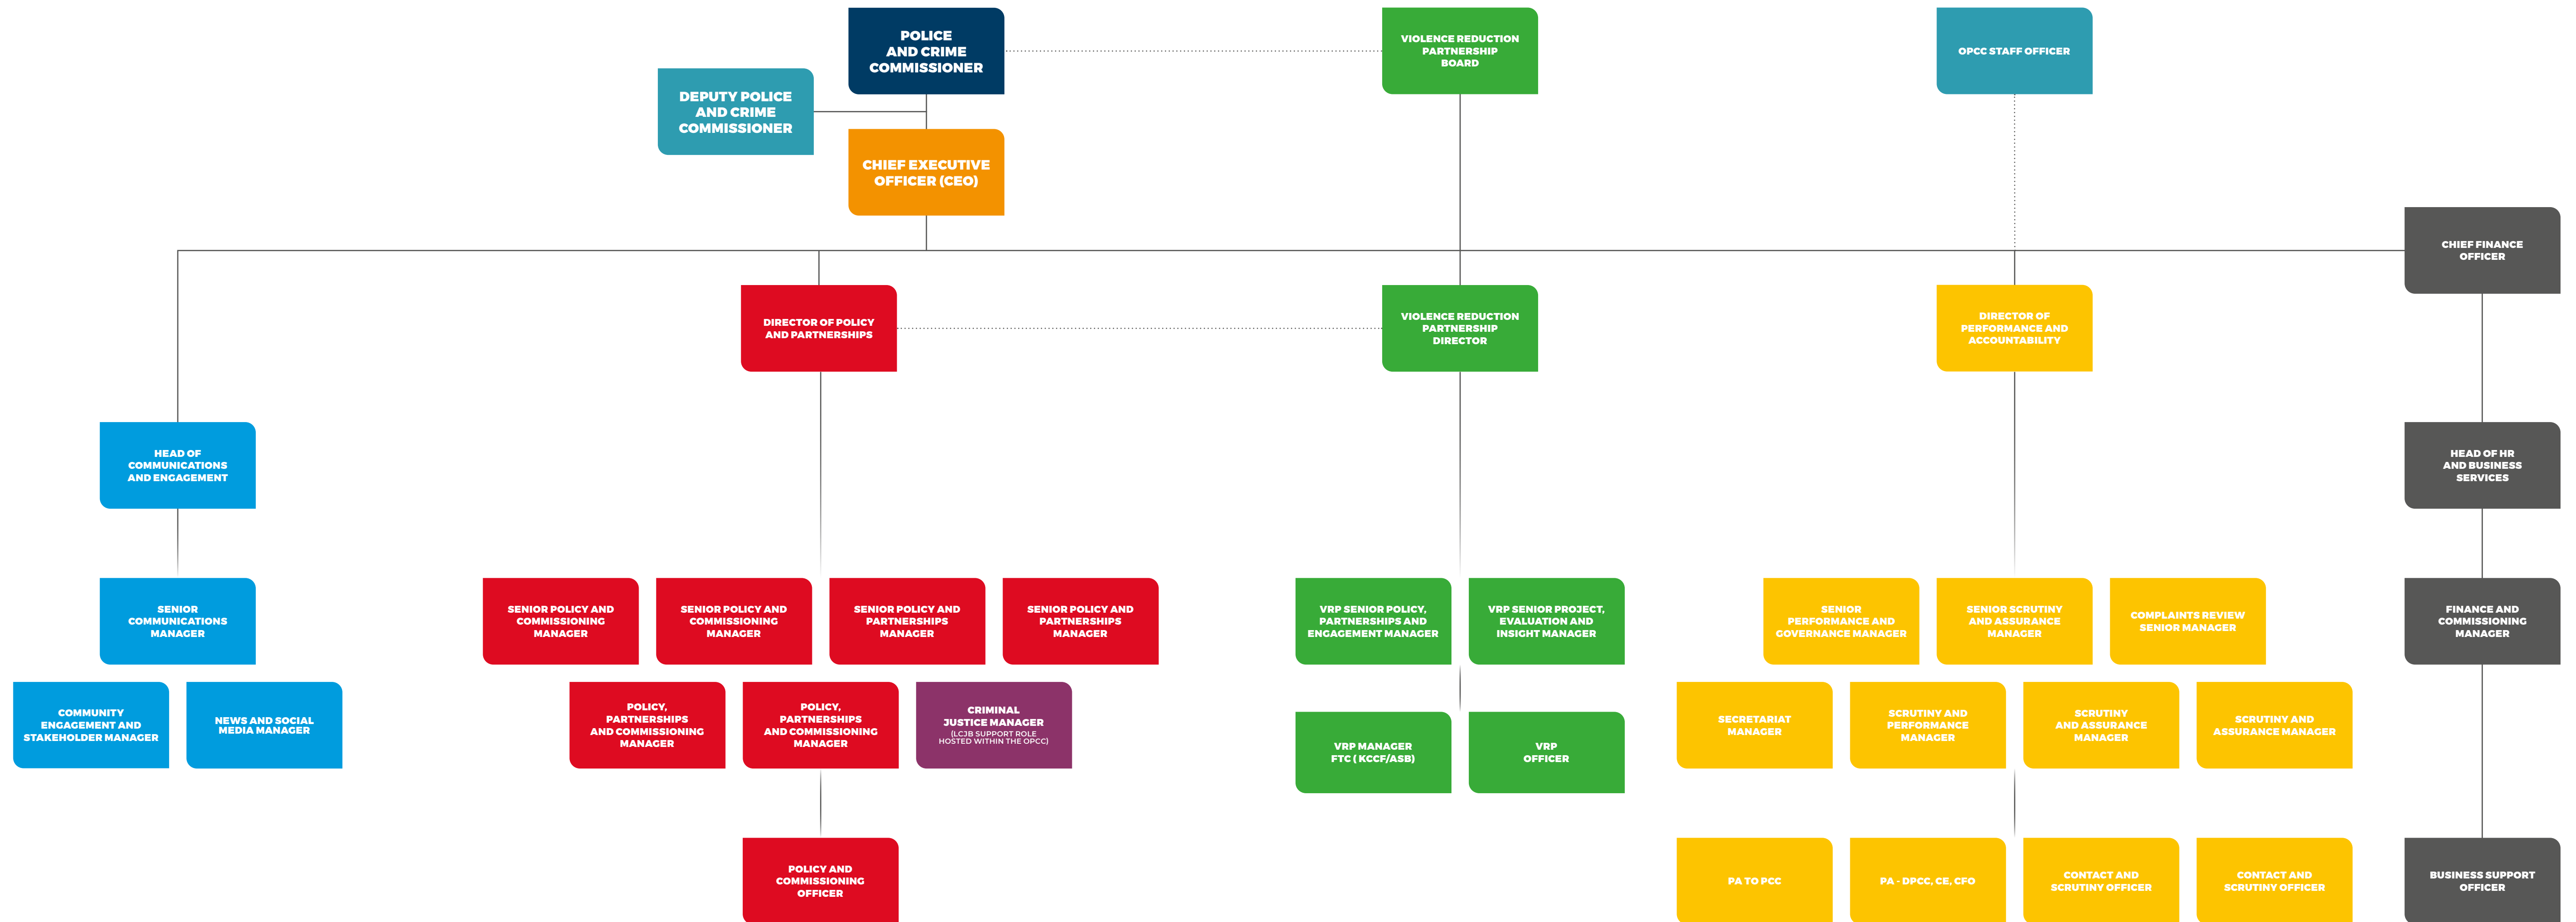 POLICE
AND CRIME
COMMISSIONER
VIOLENCE REDUCTION
PARTNERSHIP
BOARD
OPCC STAFF OFFICER
DEPUTY POLICE
AND CRIME
COMMISSIONER
CHIEF EXECUTIVE
OFFICER (CEO)
CHIEF FINANCE
OFFICER
DIRECTOR OF POLICY
AND PARTNERSHIPS
VIOLENCE REDUCTION
PARTNERSHIP
DIRECTOR
DIRECTOR OF
PERFORMANCE AND
ACCOUNTABILITY
HEAD OF
COMMUNICATIONS
AND ENGAGEMENT
HEAD OF HR
AND BUSINESS
SERVICES
SENIOR
COMMUNICATIONS
MANAGER
SENIOR POLICY AND
COMMISSIONING
MANAGER
SENIOR POLICY AND
COMMISSIONING
MANAGER
SENIOR POLICY AND
PARTNERSHIPS
MANAGER
SENIOR POLICY AND
PARTNERSHIPS
MANAGER
VRP SENIOR POLICY,
PARTNERSHIPS AND
ENGAGEMENT MANAGER
VRP SENIOR PROJECT,
EVALUATION AND
INSIGHT MANAGER
SENIOR
PERFORMANCE AND
GOVERNANCE MANAGER
SENIOR SCRUTINY
AND ASSURANCE
MANAGER
COMPLAINTS REVIEW
SENIOR MANAGER
FINANCE AND
COMMISSIONING
MANAGER
COMMUNITY
ENGAGEMENT AND
STAKEHOLDER MANAGER
NEWS AND SOCIAL
MEDIA MANAGER
POLICY,
PARTNERSHIPS
AND COMMISSIONING
MANAGER
POLICY,
PARTNERSHIPS
AND COMMISSIONING
MANAGER
CRIMINAL
JUSTICE MANAGER
(LCJB SUPPORT ROLE
HOSTED WITHIN THE OPCC)
VRP MANAGER
FTC ( KCCF/ASB)
VRP
OFFICER
SECRETARIAT
MANAGER
SCRUTINY AND
PERFORMANCE
MANAGER
SCRUTINY
AND ASSURANCE
MANAGER
SCRUTINY AND
ASSURANCE MANAGER
POLICY AND
COMMISSIONING
OFFICER
PA TO PCC
PA - DPCC, CE, CFO
CONTACT AND
SCRUTINY OFFICER
CONTACT AND
SCRUTINY OFFICER
BUSINESS SUPPORT
OFFICER